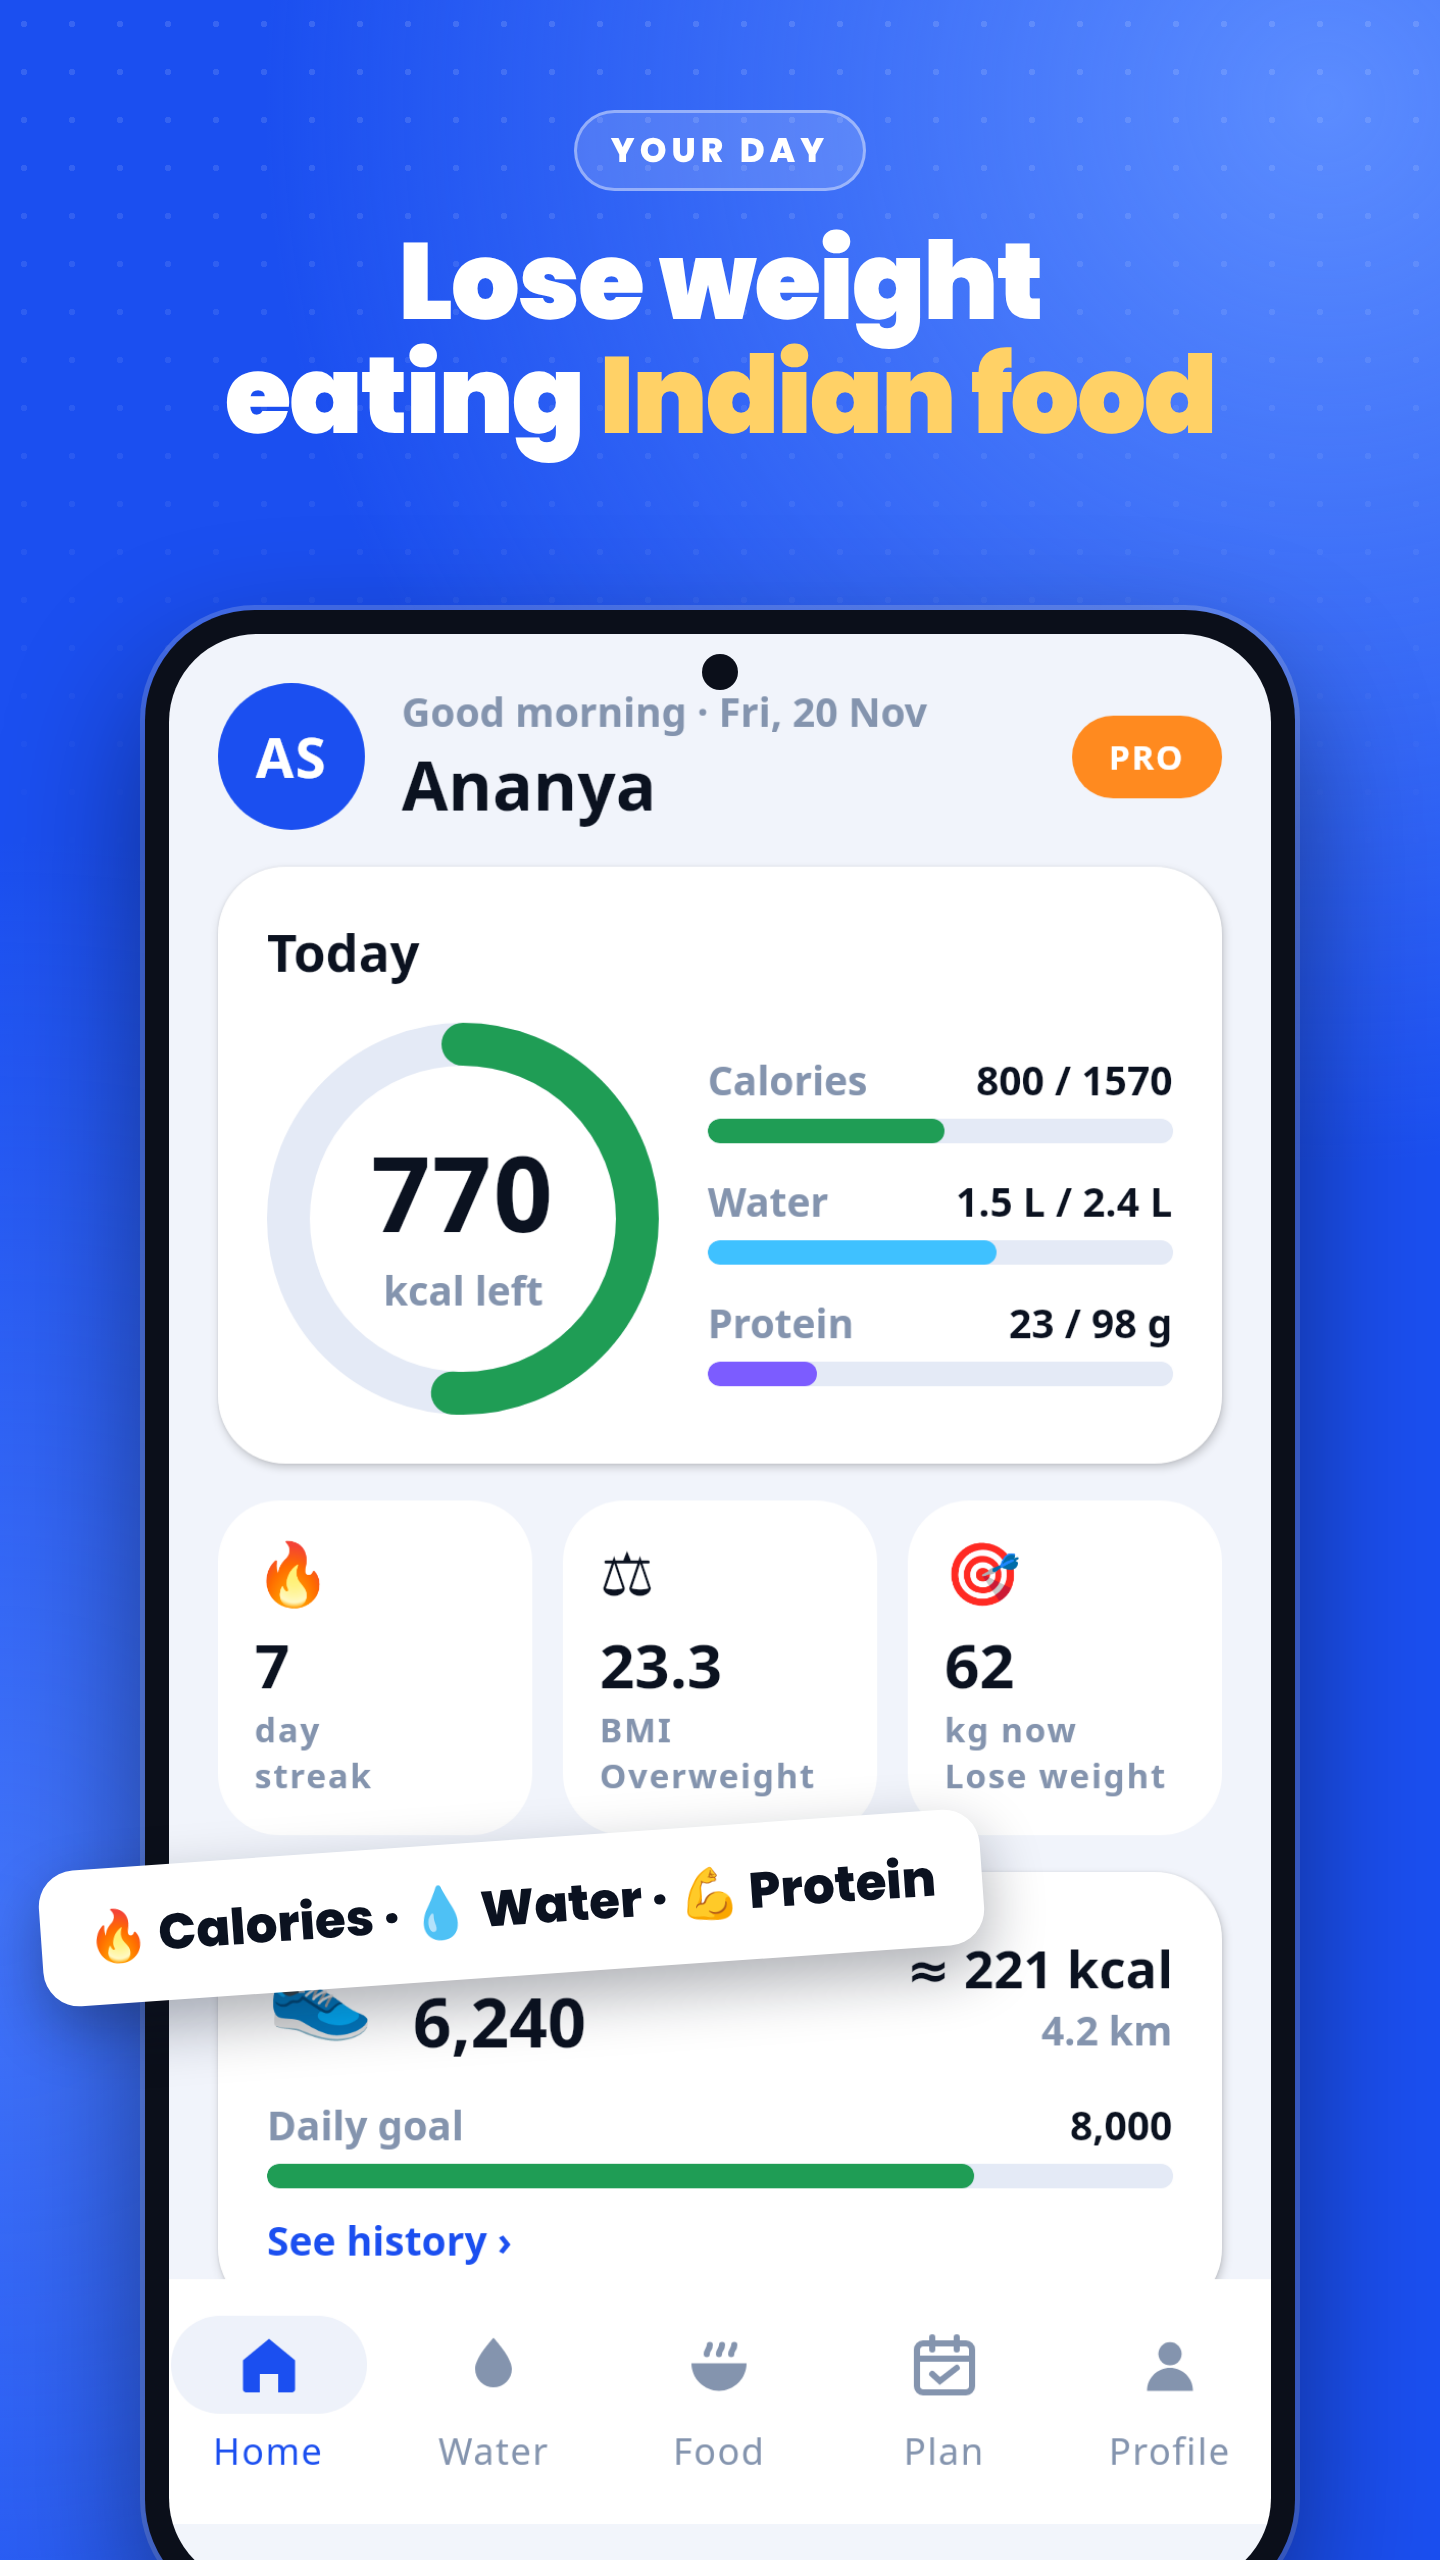 YOUR DAY
Lose weight
eating Indian food
AS
Good morning · Fri, 20 Nov
Ananya
PRO
Today
770
kcal left
Calories 800 / 1570
Water 1.5 L / 2.4 L
Protein 23 / 98 g
7
day
streak
23.3
BMI
Overweight
62
kg now
Lose weight
🔥 Calories · 💧 Water · 💪 Protein
6,240
≈ 221 kcal
4.2 km
Daily goal 8,000
See history ›
Home Water Food Plan Profile